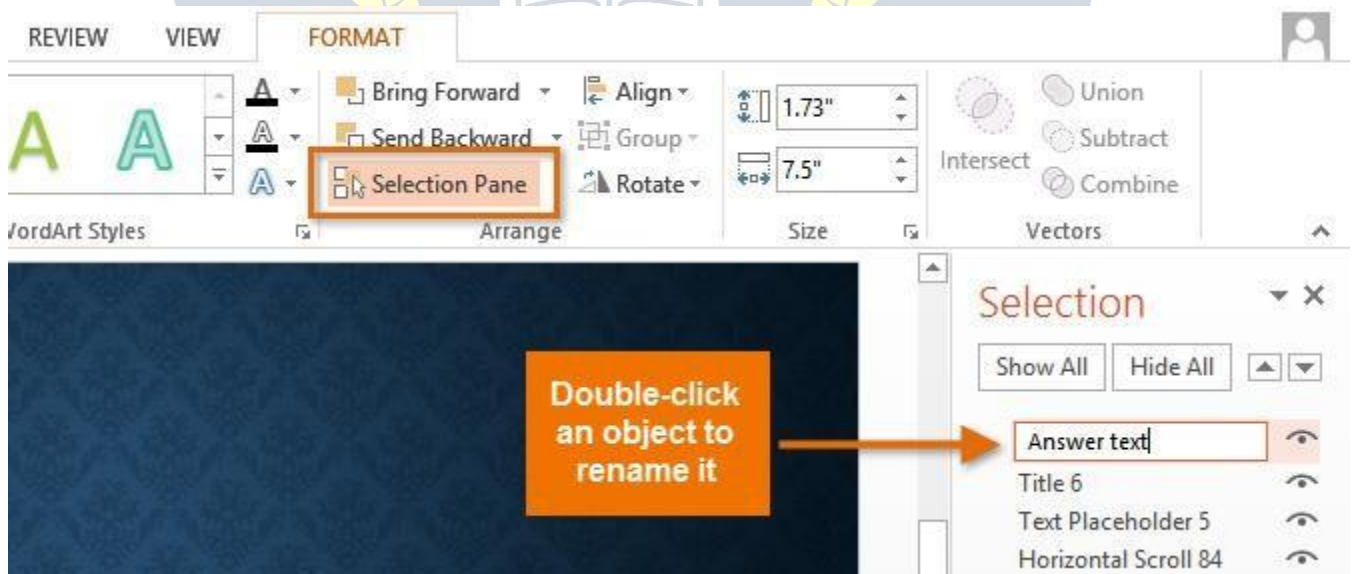 REVIEW VIEW FORMAT
A A A Bring Forward Align 1.73" Union
A Send Backward Group Subtract
A Selection Pane Rotate 7.5" Intersect Combine
WordArt Styles Arrange Size Vectors
Selection
Show All Hide All
Double-click
an object to
rename it
Answer text
Title 6
Text Placeholder 5
Horizontal Scroll 84